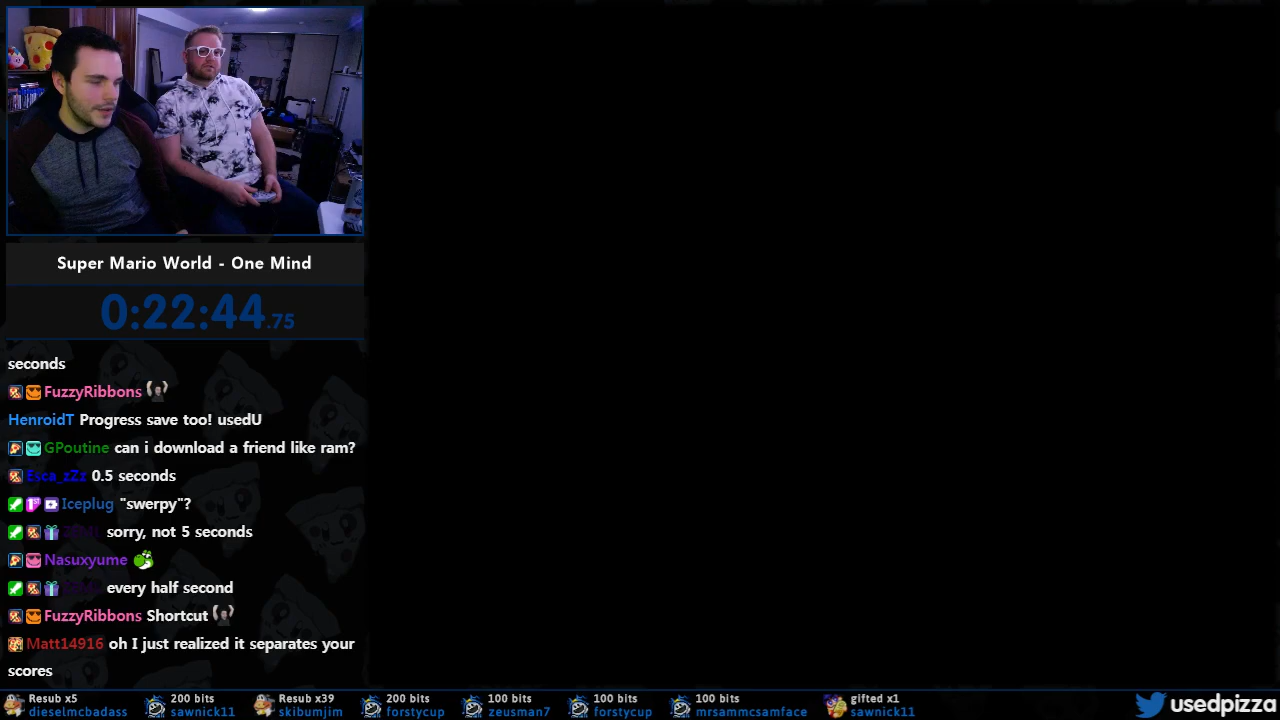 Super Mario World - One Mind
0:22:44.75
seconds
FuzzyRibbons
HenroidT Progress save too! usedU
GPoutine can i download a friend like ram?
Esca_zZz 0.5 seconds
Iceplug "swerpy"?
sorry, not 5 seconds
Nasuxyume
every half second
FuzzyRibbons Shortcut
Matt14916 oh I just realized it separates your
scores
Resub x5 200 bits Resub x39 200 bits 100 bits 100 bits 100 bits gifted x1
dieselmcbadass sawnick11 skibumjim forstycup zeusman7 forstycup mrsammcsamface sawnick11
usedpizza